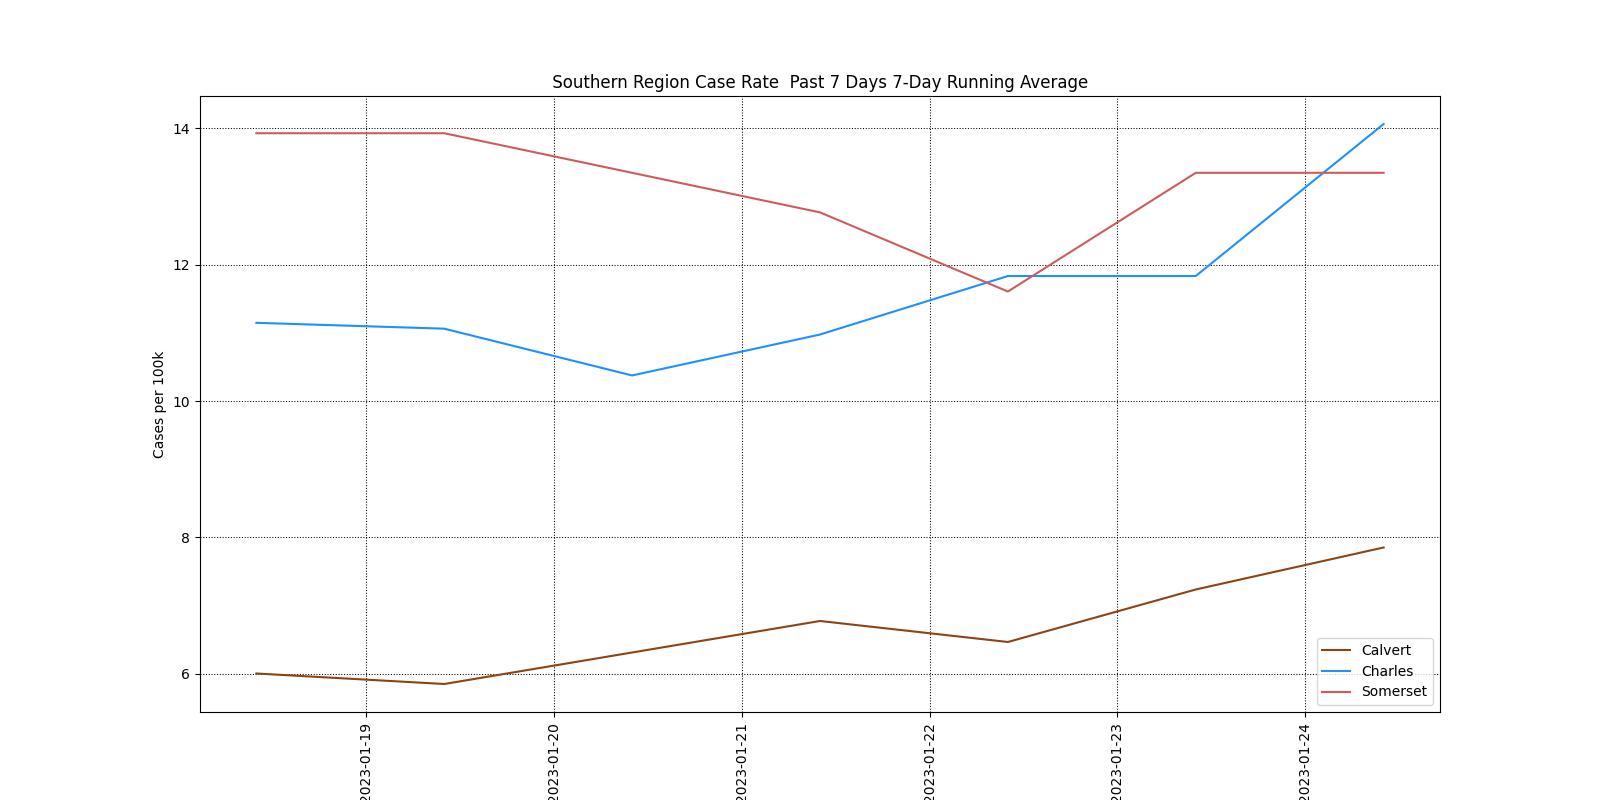 Southern Region Case Rate  Past 7 Days 7-Day Running Average
14
12
10
8
6
Cases per 100k
2023-01-19
2023-01-20
2023-01-21
2023-01-22
2023-01-23
2023-01-24
Calvert
Charles
Somerset